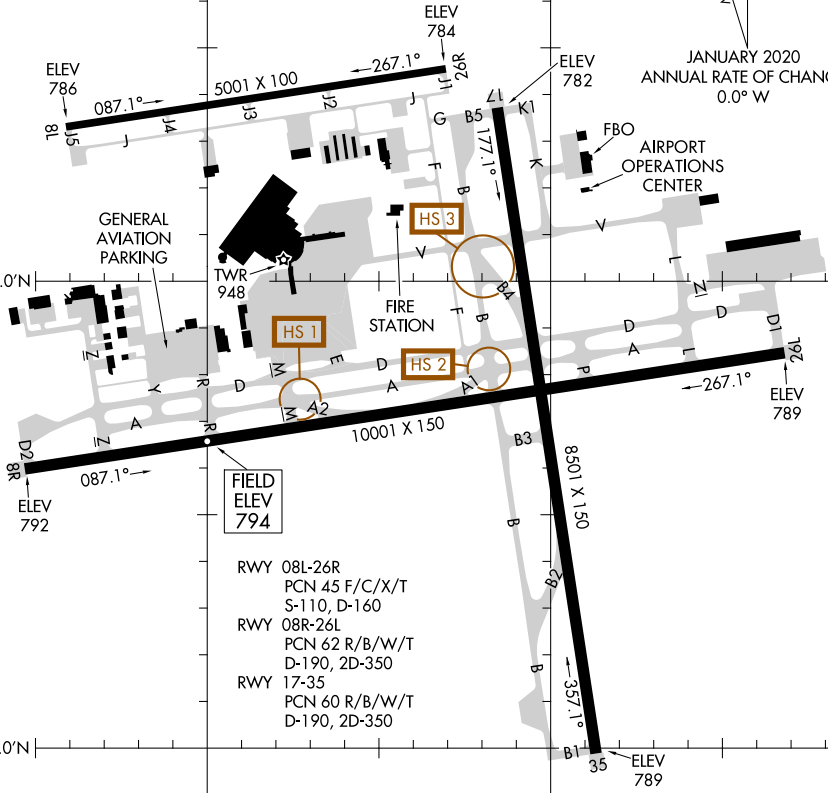 ELEV
784
JANUARY 2020
ANNUAL RATE OF CHAN
0.0° W
ELEV
786
087.1°
5001 X 100
267.1°
26R
8L
J5
J
J4
J3
J2
J
J1
ELEV
782
17
G
B5
K1
177.1°
F
B
K
FBO
AIRPORT
OPERATIONS
CENTER
GENERAL
AVIATION
PARKING
HS 3
V
V
TWR
948
FIRE
STATION
.0'N
B4
L
N
F
B
HS 1
HS 2
D
D
D1
26L
Z
Y
R
D
M
E
D
A
A1
P
A
L
267.1°
ELEV
789
A
Z
R
M
A2
10001 X 150
D2
8R
087.1°
ELEV
792
FIELD
ELEV
794
B3
8501 X 150
B
RWY 08L-26R
PCN 45 F/C/X/T
S-110, D-160
RWY 08R-26L
PCN 62 R/B/W/T
D-190, 2D-350
RWY 17-35
PCN 60 R/B/W/T
D-190, 2D-350
B2
B
357.1°
.0'N
B1
35
ELEV
789